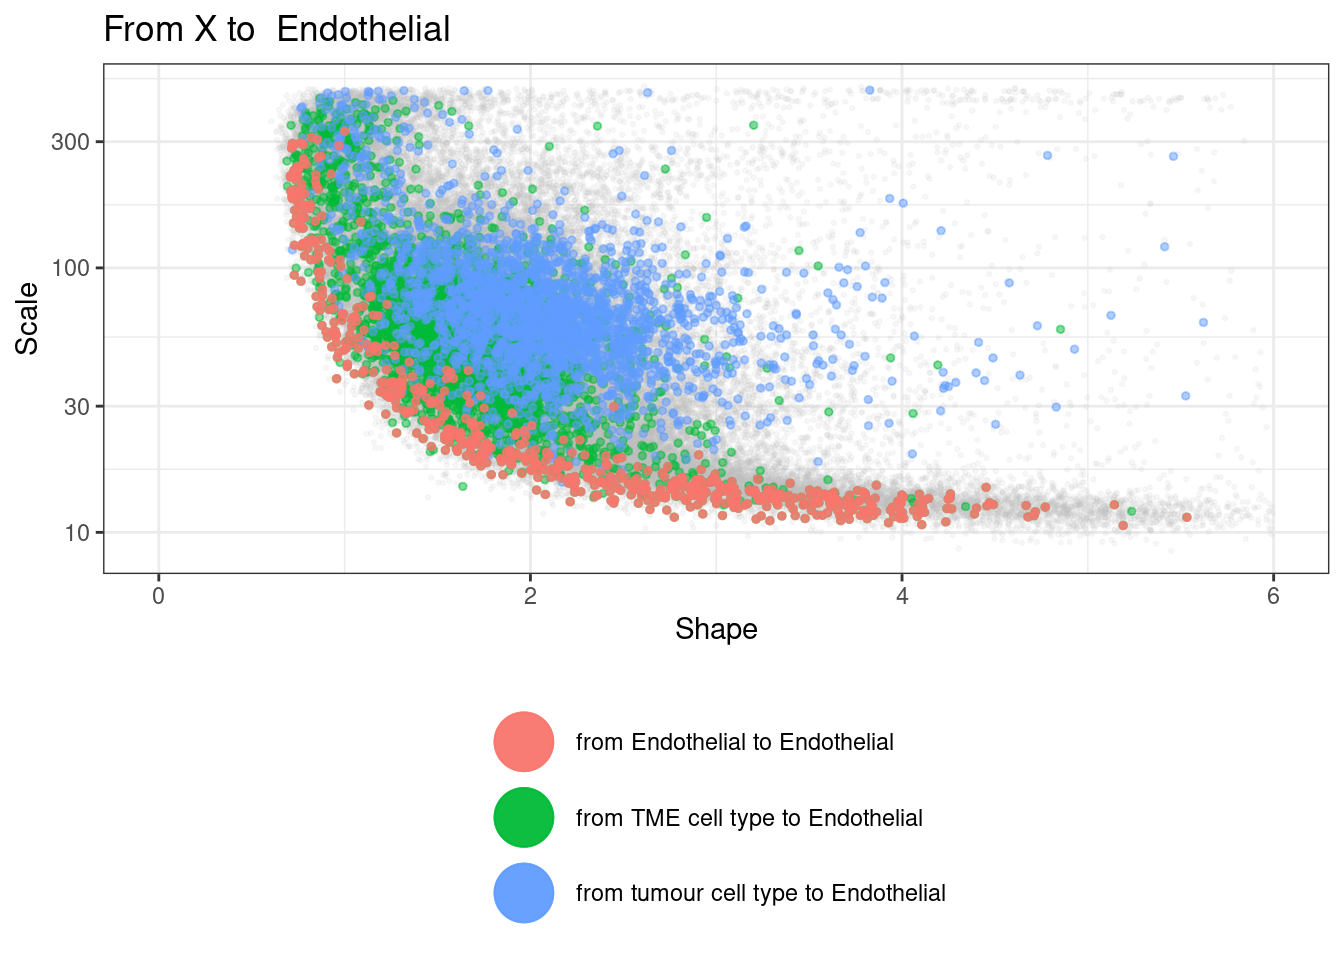 From X to  Endothelial
Scale
300
100
30
10
0
2
4
6
Shape
from Endothelial to Endothelial
from TME cell type to Endothelial
from tumour cell type to Endothelial